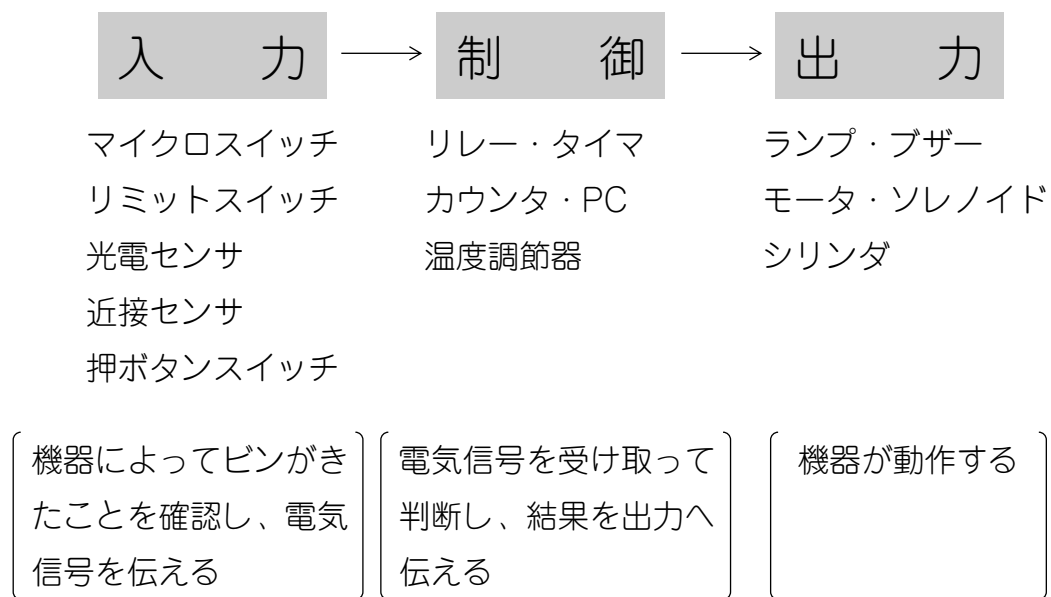 入力
マイクロスイッチ
リミットスイッチ
光電センサ
近接センサ
押ボタンスイッチ
機器によってビンがき
たことを確認し、電気
信号を伝える
制御
リレー・タイマ
カウンタ・PC
温度調節器
電気信号を受け取って
判断し、結果を出力へ
伝える
出力
ランプ・ブザー
モータ・ソレノイド
シリンダ
機器が動作する